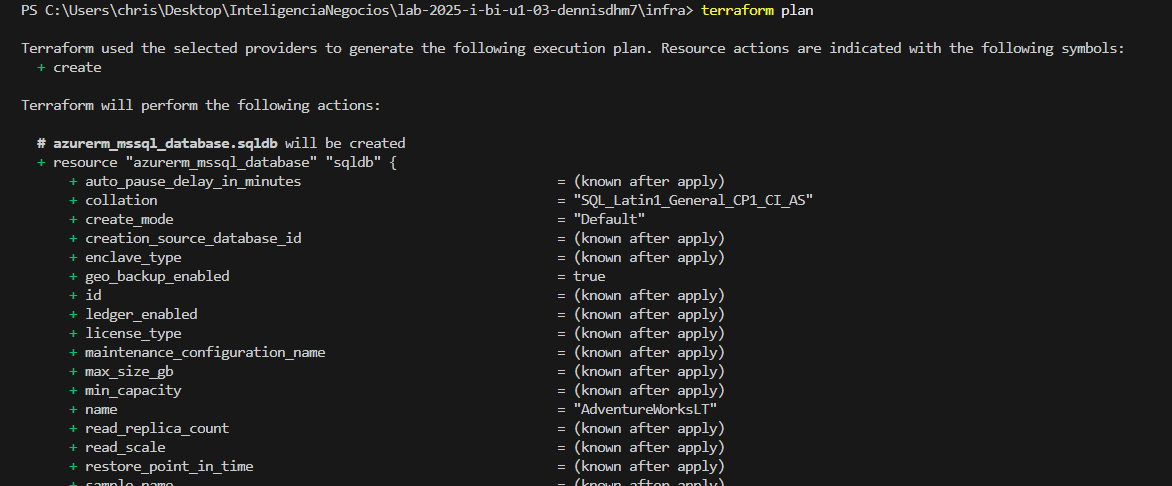 PS C:\Users\chris\Desktop\InteligenciaNegocios\lab-2025-i-bi-u1-03-dennisdhm7\infra> terraform plan
Terraform used the selected providers to generate the following execution plan. Resource actions are indicated with the following symbols:
+ create
Terraform will perform the following actions:
# azurerm_mssql_database.sqldb will be created
+ resource "azurerm_mssql_database" "sqldb" {
+ auto_pause_delay_in_minutes = (known after apply)
+ collation = "SQL_Latin1_General_CP1_CI_AS"
+ create_mode = "Default"
+ creation_source_database_id = (known after apply)
+ enclave_type = (known after apply)
+ geo_backup_enabled = true
+ id = (known after apply)
+ ledger_enabled = (known after apply)
+ license_type = (known after apply)
+ maintenance_configuration_name = (known after apply)
+ max_size_gb = (known after apply)
+ min_capacity = (known after apply)
+ name = "AdventureWorksLT"
+ read_replica_count = (known after apply)
+ read_scale = (known after apply)
+ restore_point_in_time = (known after apply)
+ sample_name = (known after apply)